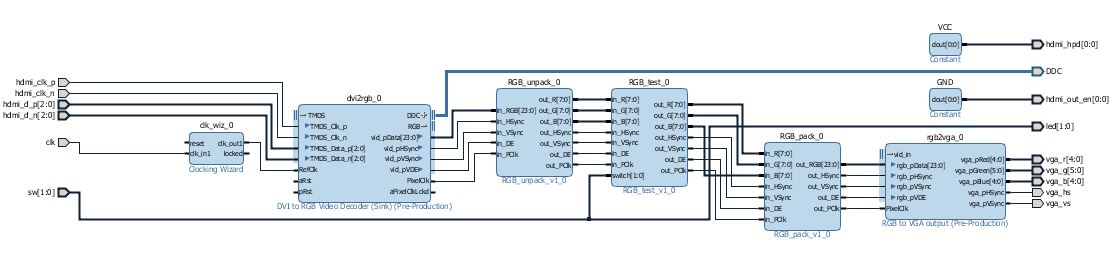 VCC
dout[0:0]
Constant
hdmi_hpd[0:0]
DDC
GND
dout[0:0]
Constant
hdmi_out_en[0:0]
led[1:0]
hdmi_clk_p
hdmi_clk_n
hdmi_d_p[2:0]
hdmi_d_n[2:0]
clk
sw[1:0]
clk_wiz_0
reset
clk_in1
clk_out1
locked
Clocking Wizard
dvi2rgb_0
TMDS
TMDS_Clk_p
TMDS_Clk_n
TMDS_Data_p[2:0]
TMDS_Data_n[2:0]
RefClk
aRst
pRst
DDC
RGB
vid_pData[23:0]
vid_pHSync
vid_pVSync
vid_pVDE
PixelClk
aPixelClkLckd
DVI to RGB Video Decoder (Sink) (Pre-Production)
RGB_unpack_0
in_RGB[23:0]
in_HSync
in_VSync
in_DE
in_PClk
out_R[7:0]
out_G[7:0]
out_B[7:0]
out_HSync
out_VSync
out_DE
out_PClk
RGB_unpack_v1_0
RGB_test_0
in_R[7:0]
in_G[7:0]
in_B[7:0]
in_HSync
in_VSync
in_DE
in_PClk
switch[1:0]
out_R[7:0]
out_G[7:0]
out_B[7:0]
out_HSync
out_VSync
out_DE
out_PClk
RGB_test_v1_0
RGB_pack_0
in_R[7:0]
in_G[7:0]
in_B[7:0]
in_HSync
in_VSync
in_DE
in_PClk
out_RGB[23:0]
out_HSync
out_VSync
out_DE
out_PClk
RGB_pack_v1_0
rgb2vga_0
vid_in
rgb_pData[23:0]
rgb_pHSync
rgb_pVSync
rgb_pVDE
PixelClk
vga_pRed[4:0]
vga_pGreen[5:0]
vga_pBlue[4:0]
vga_pHSync
vga_pVSync
RGB to VGA output (Pre-Production)
vga_r[4:0]
vga_g[5:0]
vga_b[4:0]
vga_hs
vga_vs